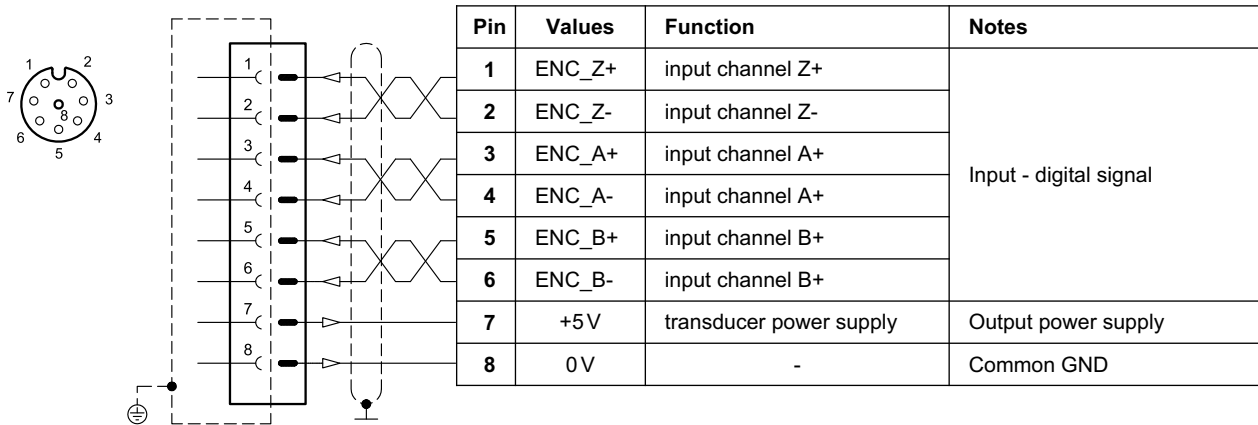 Pin Values Function Notes
1 ENC_Z+ input channel Z+
2 ENC_Z- input channel Z-
3 ENC_A+ input channel A+
4 ENC_A- input channel A+
Input - digital signal
5 ENC_B+ input channel B+
6 ENC_B- input channel B+
7 +5V transducer power supply Output power supply
8 0V - Common GND
1 2
7 8 3
6 4
5
1
2
3
4
5
6
7
8